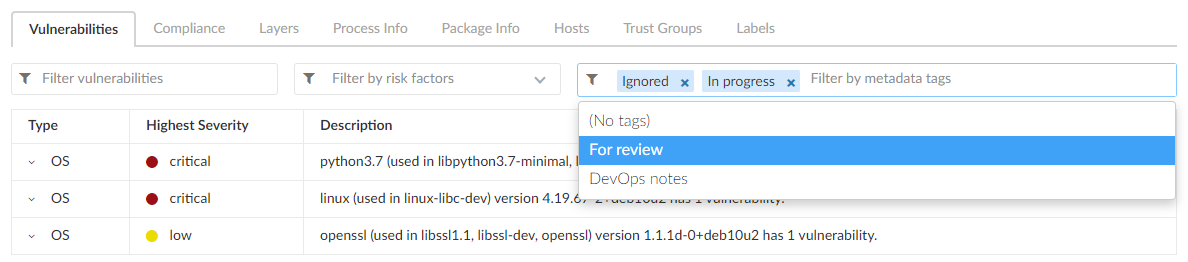 Vulnerabilities Compliance Layers Process Info Package Info Hosts Trust Groups Labels
Filter vulnerabilities Filter by risk factors Ignored × In progress × Filter by metadata tags
(No tags)
For review
DevOps notes
Type Highest Severity Description
OS critical python3.7 (used in libpython3.7-minimal,
OS critical linux (used in linux-libc-dev) version 4.19.67-2+deb10u2 has 1 vulnerability.
OS low openssl (used in libssl1.1, libssl-dev, openssl) version 1.1.1d-0+deb10u2 has 1 vulnerability.